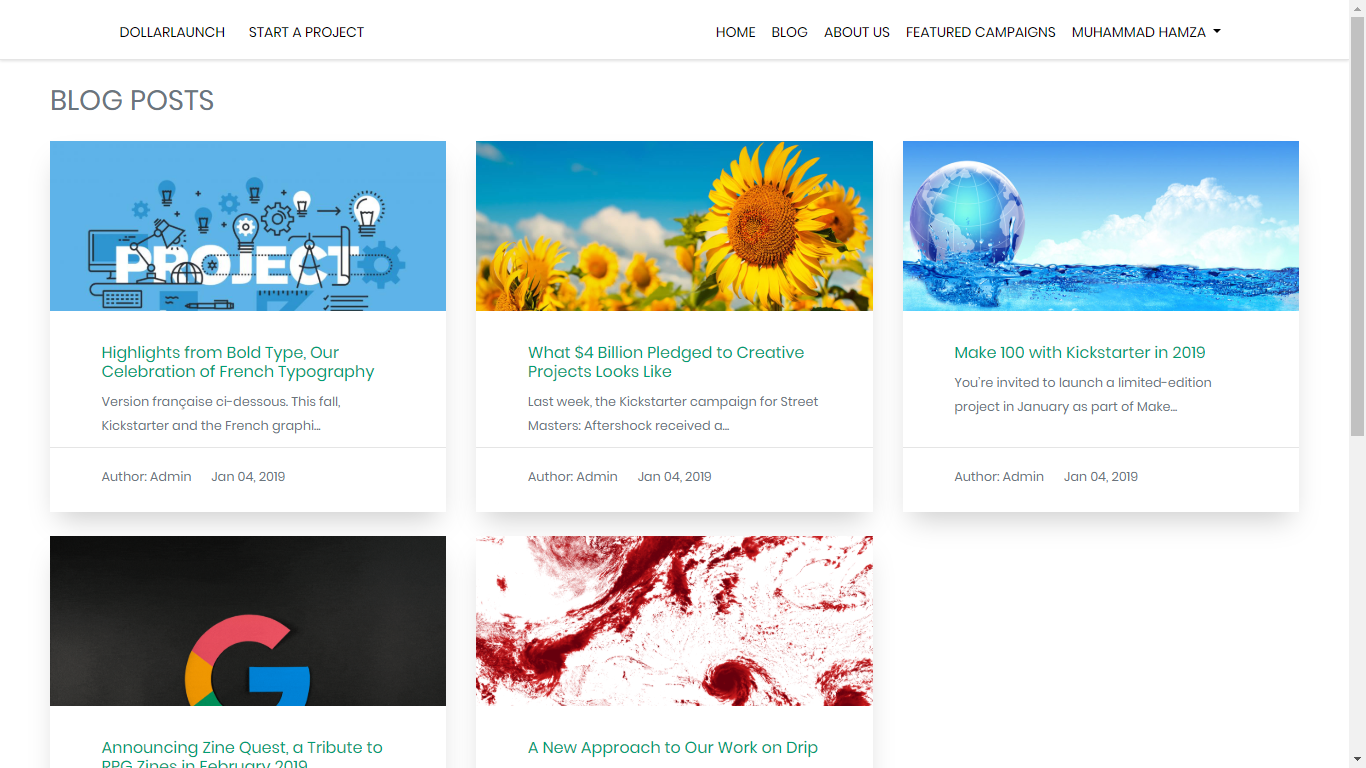 DOLLARLAUNCH START A PROJECT HOME BLOG ABOUT US FEATURED CAMPAIGNS MUHAMMAD HAMZA
BLOG POSTS
PROJECT
Highlights from Bold Type, Our
Celebration of French Typography
Version française ci-dessous. This fall,
Kickstarter and the French graphi...
Author: Admin Jan 04, 2019
What $4 Billion Pledged to Creative
Projects Looks Like
Last week, the Kickstarter campaign for Street
Masters: Aftershock received a...
Author: Admin Jan 04, 2019
Make 100 with Kickstarter in 2019
You're invited to launch a limited-edition
project in January as part of Make...
Author: Admin Jan 04, 2019
G
Announcing Zine Quest, a Tribute to
RPG Zines in February 2019
A New Approach to Our Work on Drip